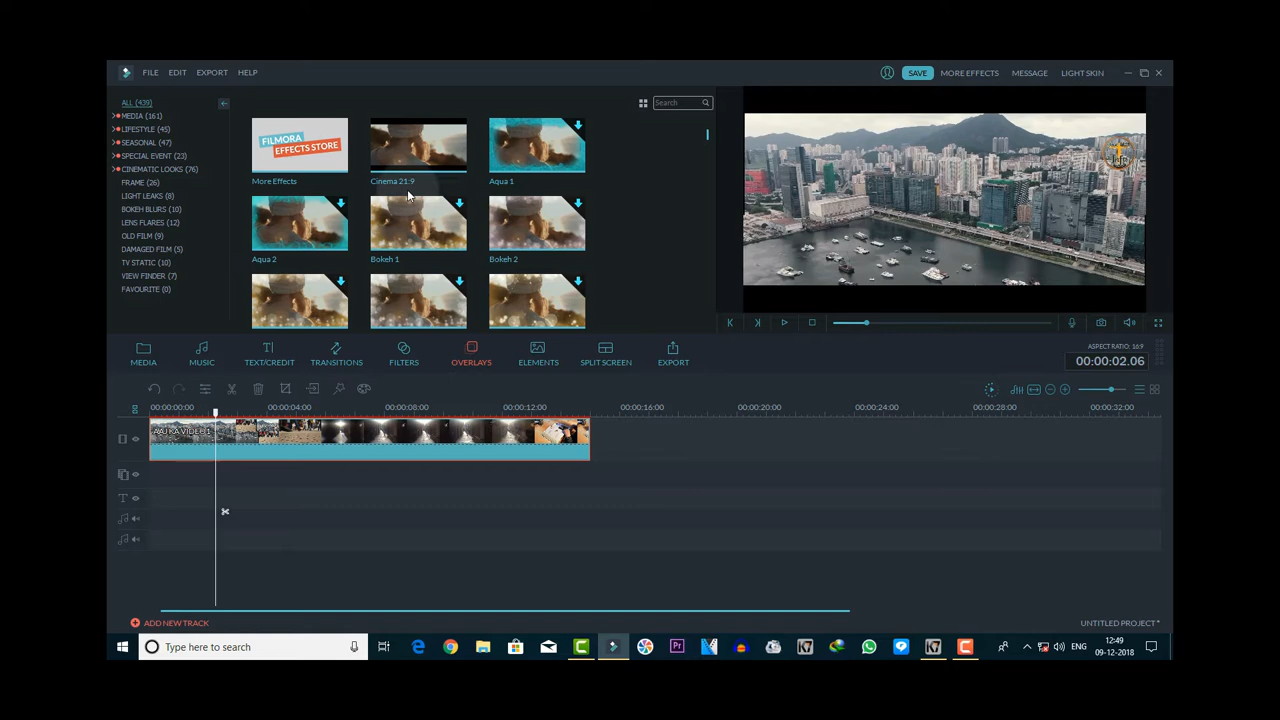 FILE EDIT EXPORT HELP
SAVE MORE EFFECTS MESSAGE LIGHT SKIN
ALL (439)
MEDIA (161)
LIFESTYLE (45)
SEASONAL (47)
SPECIAL EVENT (23)
CINEMATIC LOOKS (76)
FRAME (26)
LIGHT LEAKS (8)
BOKEH BLURS (10)
LENS FLARES (12)
OLD FILM (9)
DAMAGED FILM (5)
TV STATIC (10)
VIEW FINDER (7)
FAVOURITE (0)
Search
FILMORA
EFFECTS STORE
More Effects Cinema 21:9 Aqua 1
Aqua 2 Bokeh 1 Bokeh 2
MEDIA MUSIC TEXT/CREDIT TRANSITIONS FILTERS OVERLAYS ELEMENTS SPLIT SCREEN EXPORT
ASPECT RATIO: 16:9
00:00:02.06
00:00:00:00 00:00:04:00 00:00:08:00 00:00:12:00 00:00:16:00 00:00:20:00 00:00:24:00 00:00:28:00 00:00:32:00
AAJ KA VIDEO 1
ADD NEW TRACK
UNTITLED PROJECT*
Type here to search
ENG
12:49
09-12-2018